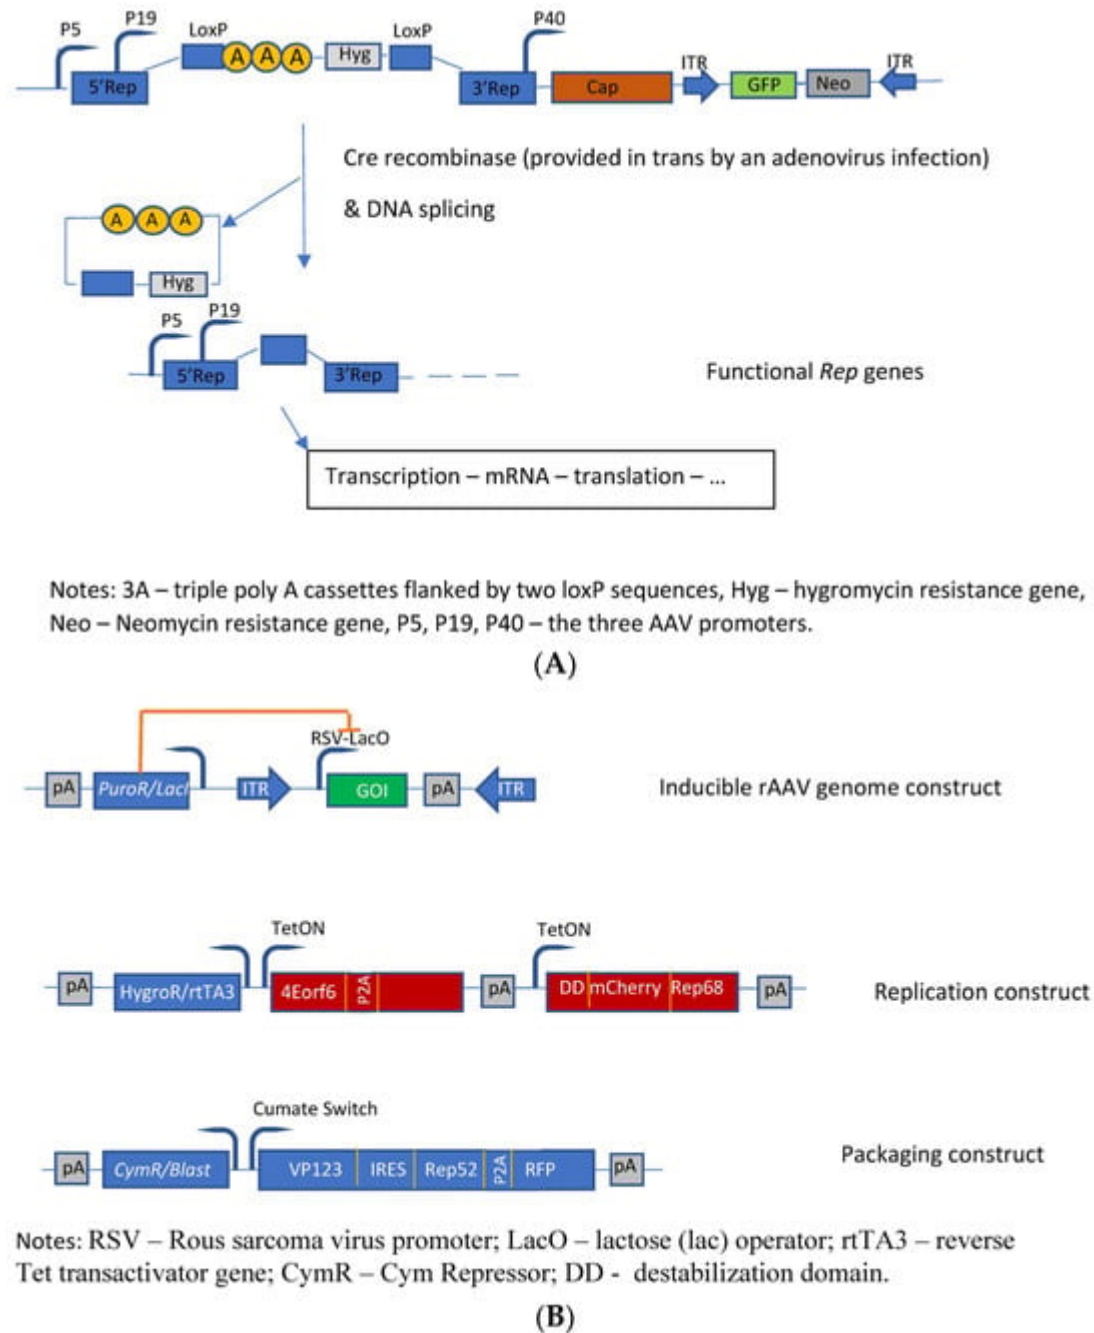 P5 P19 LoxP A A A Hyg LoxP P40 ITR ITR
5'Rep 3'Rep Cap GFP Neo
Cre recombinase (provided in trans by an adenovirus infection)
& DNA splicing
A A A
Hyg
P5 P19
5'Rep 3'Rep
Functional Rep genes
Transcription – mRNA – translation – ...
Notes: 3A – triple poly A cassettes flanked by two loxP sequences, Hyg – hygromycin resistance gene,
Neo – Neomycin resistance gene, P5, P19, P40 – the three AAV promoters.
(A)
RSV-LacO
pA PuroR/LacI ITR GOI pA ITR
Inducible rAAV genome construct
TetON TetON
pA HygroR/rtTA3 4Eorf6 P2A pA DD mCherry Rep68 pA
Replication construct
Cumate Switch
pA CymR/Blast VP123 IRES Rep52 P2A RFP pA
Packaging construct
Notes: RSV – Rous sarcoma virus promoter; LacO – lactose (lac) operator; rtTA3 – reverse
Tet transactivator gene; CymR – Cym Repressor; DD - destabilization domain.
(B)